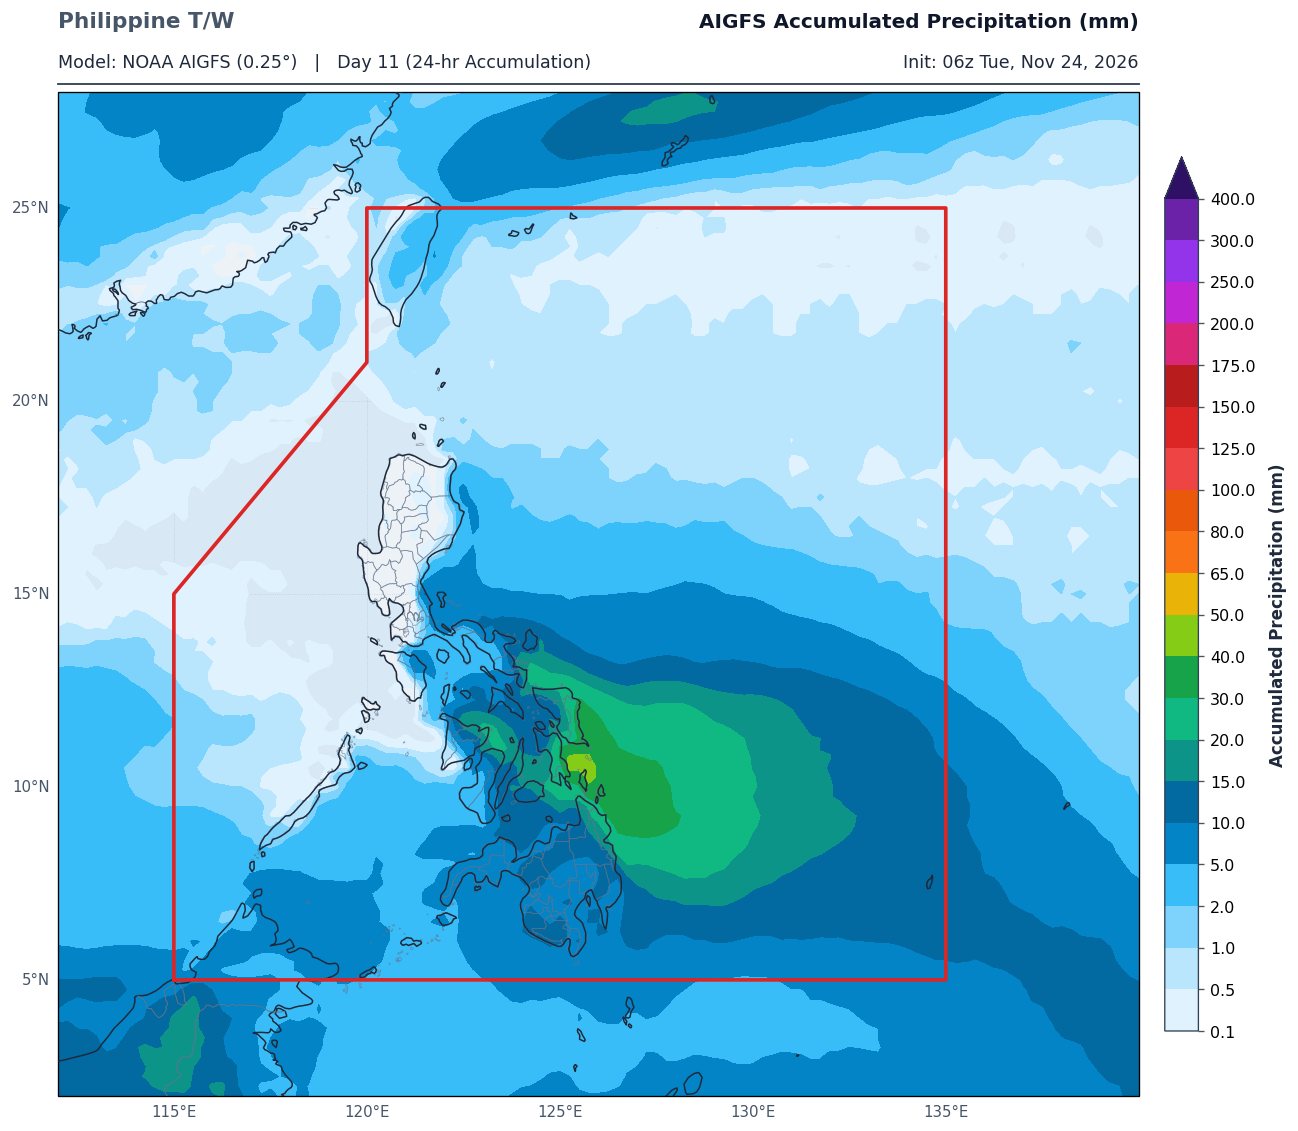 Philippine T/W
AIGFS Accumulated Precipitation (mm)
Model: NOAA AIGFS (0.25°) | Day 11 (24-hr Accumulation)
Init: 06z Tue, Nov 24, 2026
25°N
20°N
15°N
10°N
5°N
115°E
120°E
125°E
130°E
135°E
400.0
300.0
250.0
200.0
175.0
150.0
125.0
100.0
80.0
65.0
50.0
40.0
30.0
20.0
15.0
10.0
5.0
2.0
1.0
0.5
0.1
Accumulated Precipitation (mm)